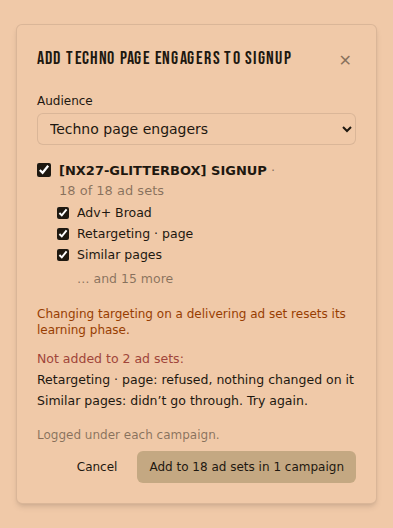 ADD TECHNO PAGE ENGAGERS TO SIGNUP ✕
Audience
Techno page engagers
[NX27-GLITTERBOX] SIGNUP ·
18 of 18 ad sets
Adv+ Broad
Retargeting · page
Similar pages
... and 15 more
Changing targeting on a delivering ad set resets its
learning phase.
Not added to 2 ad sets:
Retargeting · page: refused, nothing changed on it
Similar pages: didn’t go through. Try again.
Logged under each campaign.
Cancel
Add to 18 ad sets in 1 campaign